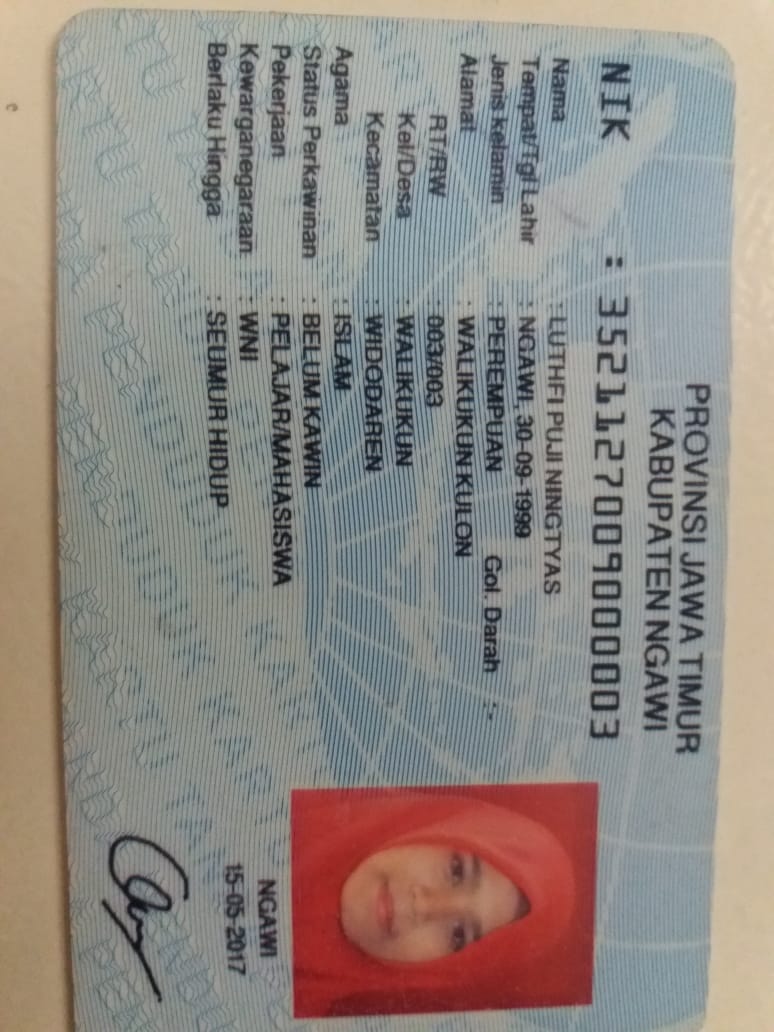 PROVINSI JAWA TIMUR
KABUPATEN NGAWI
NIK : 3521127009000003
Nama : LUTHFI PUJI NINGTYAS
Tempat/Tgl Lahir : NGAWI, 30-09-1999
Jenis kelamin : PEREMPUAN Gol. Darah : -
Alamat : WALIKUKUN KULON
RT/RW : 003/003
Kel/Desa : WALIKUKUN
Kecamatan : WIDODAREN
Agama : ISLAM
Status Perkawinan : BELUM KAWIN
Pekerjaan : PELAJAR/MAHASISWA
Kewarganegaraan : WNI
Berlaku Hingga : SEUMUR HIDUP
NGAWI
15-05-2017